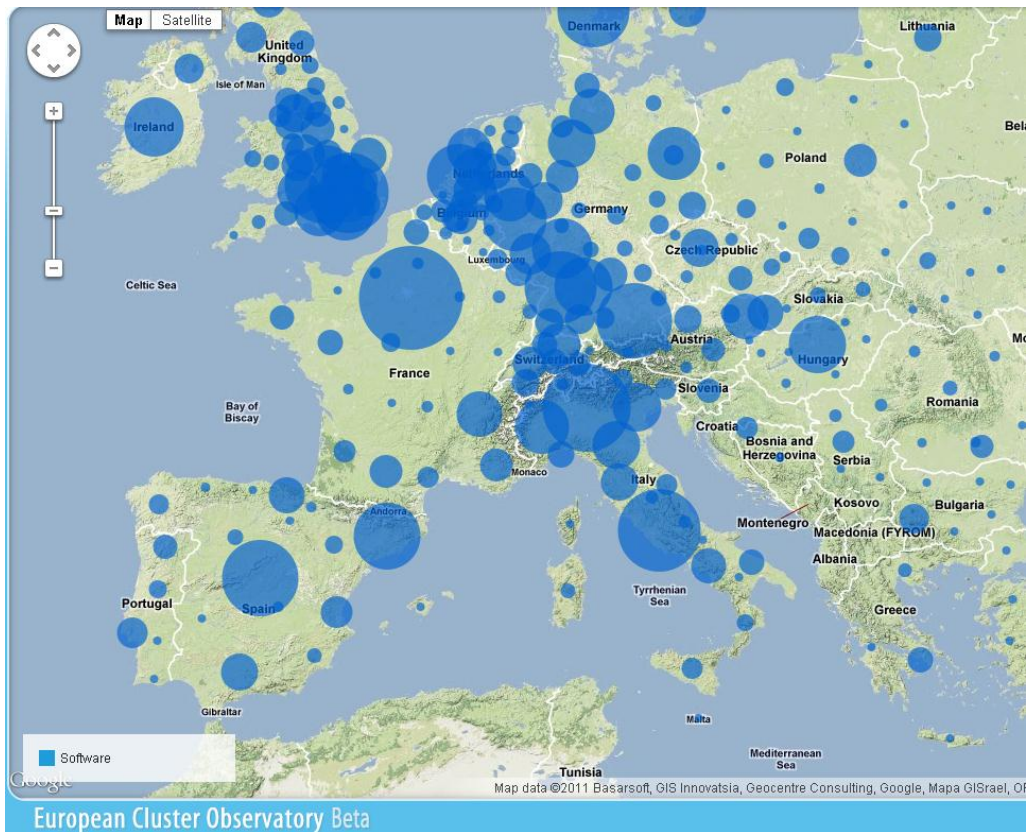 Map
Satellite
Denmark
Lithuania
United
Kingdom
Isle of Man
Ireland
Poland
Netherlands
Belgium
Germany
Luxembourg
Czech Republic
Celtic Sea
Slovakia
Austria
Hungary
Switzerland
France
Slovenia
Romania
Croatia
Bay of
Biscay
Bosnia and
Herzegovina
Serbia
Monaco
Italy
Kosovo
Bulgaria
Andorra
Montenegro
Macedonia (FYROM)
Albania
Tyrrhenian
Sea
Portugal
Spain
Greece
Gibraltar
Malta
Software
Mediterranean
Sea
Tunisia
Google
Map data ©2011 Basarsoft, GIS Innovatsia, Geocentre Consulting, Google, Mapa GISrael,
European Cluster Observatory Beta